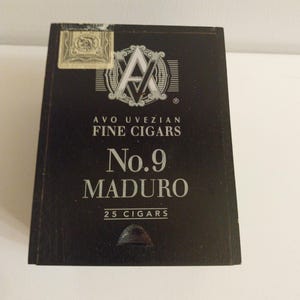 AVO UVEZIAN
FINE CIGARS
No.9
MADURO
25 CIGARS